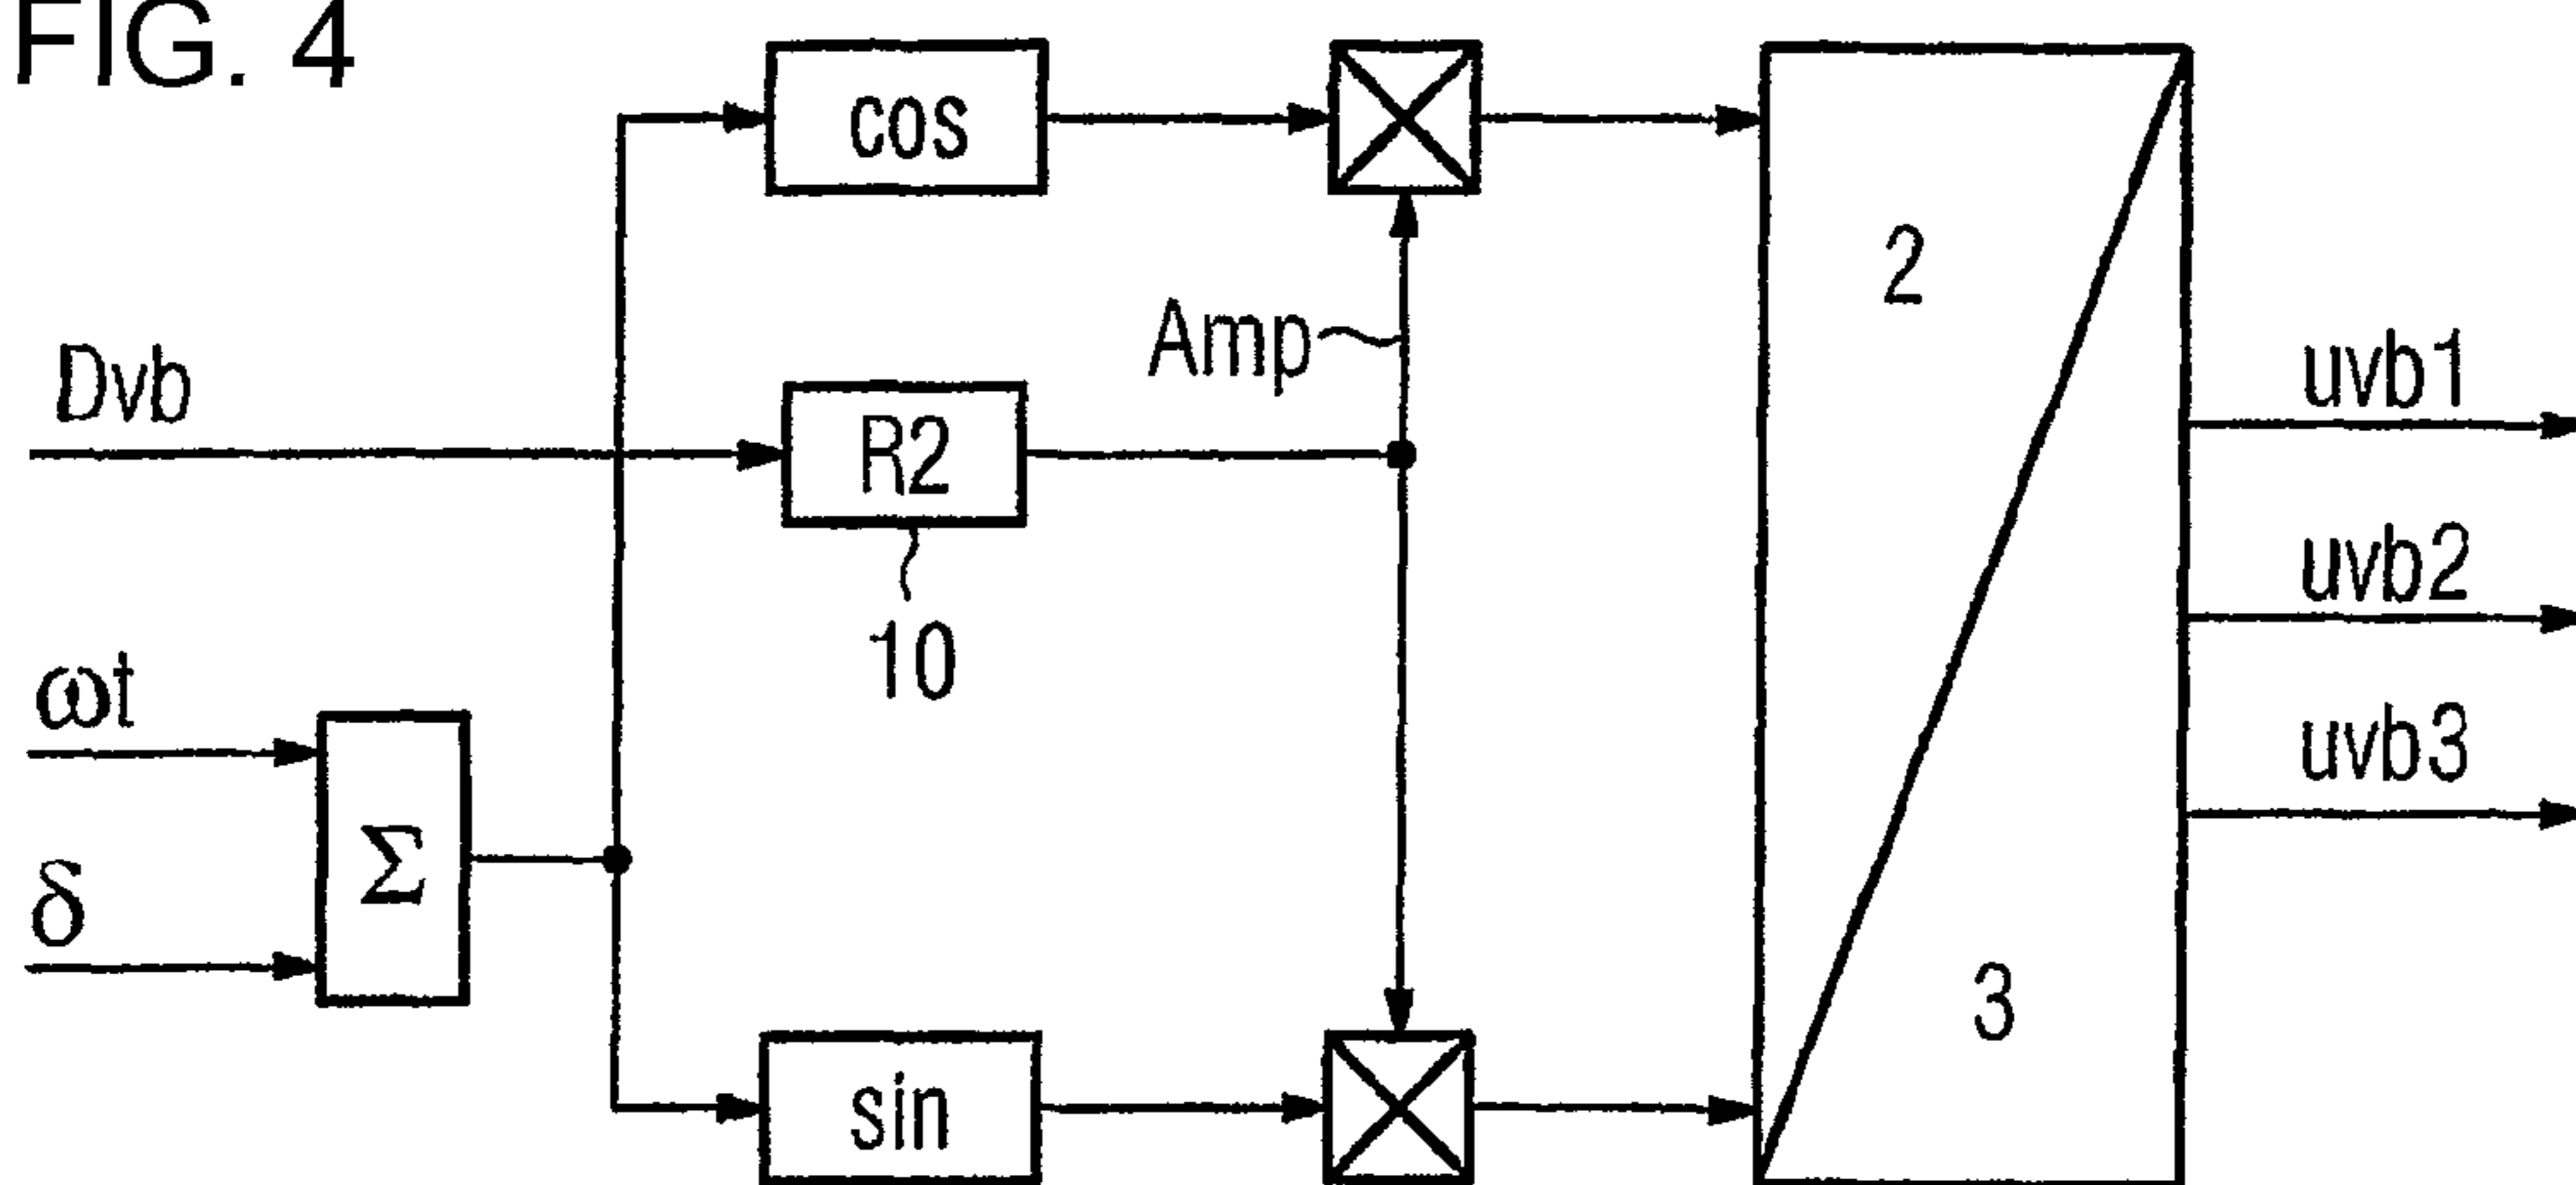 FIG. 4
cos
2
Amp
Dvb
R2
uvb1
10
uvb2
ωt
uvb3
Σ
δ
3
sin